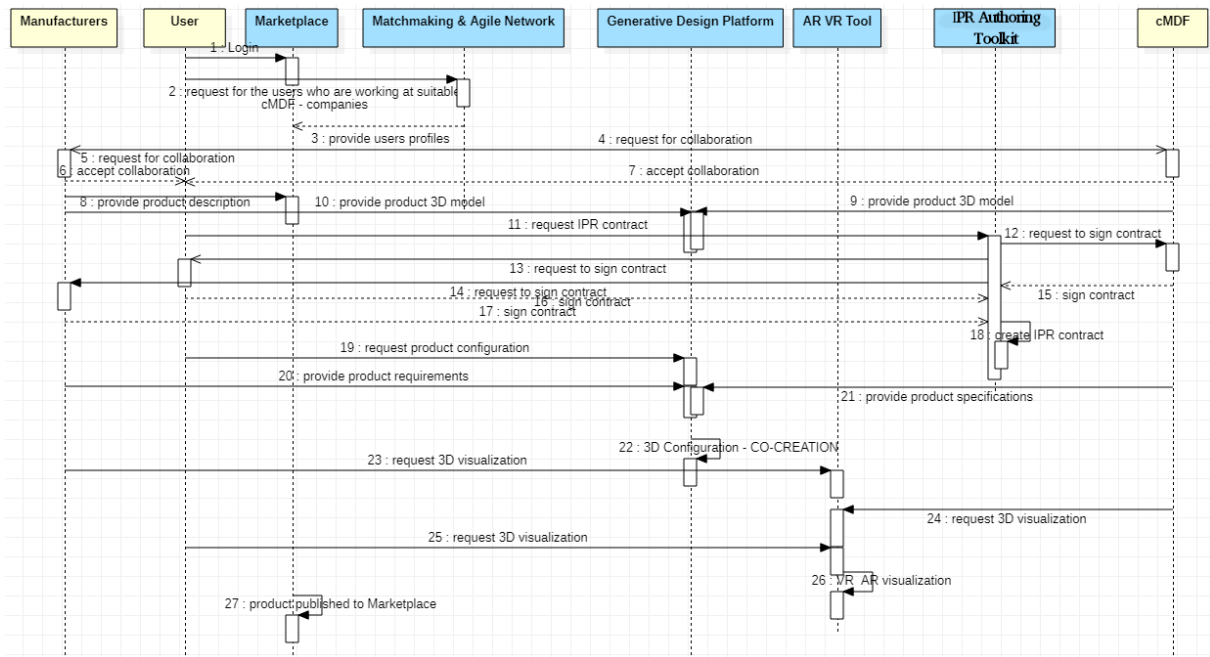 Manufacturers
User
Marketplace
Matchmaking & Agile Network
Generative Design Platform
AR VR Tool
IPR Authoring
Toolkit
cMDF
1 : Login
2 : request for the users who are working at suitable
cMDF - companies
3 : provide users profiles
4 : request for collaboration
5 : request for collaboration
6 : accept collaboration
7 : accept collaboration
8 : provide product description
10 : provide product 3D model
9 : provide product 3D model
11 : request IPR contract
12 : request to sign contract
13 : request to sign contract
14 : request to sign contract
15 : sign contract
16 : sign contract
17 : sign contract
18 : create IPR contract
19 : request product configuration
20 : provide product requirements
21 : provide product specifications
22 : 3D Configuration - CO-CREATION
23 : request 3D visualization
24 : request 3D visualization
25 : request 3D visualization
26 : VR AR visualization
27 : product published to Marketplace